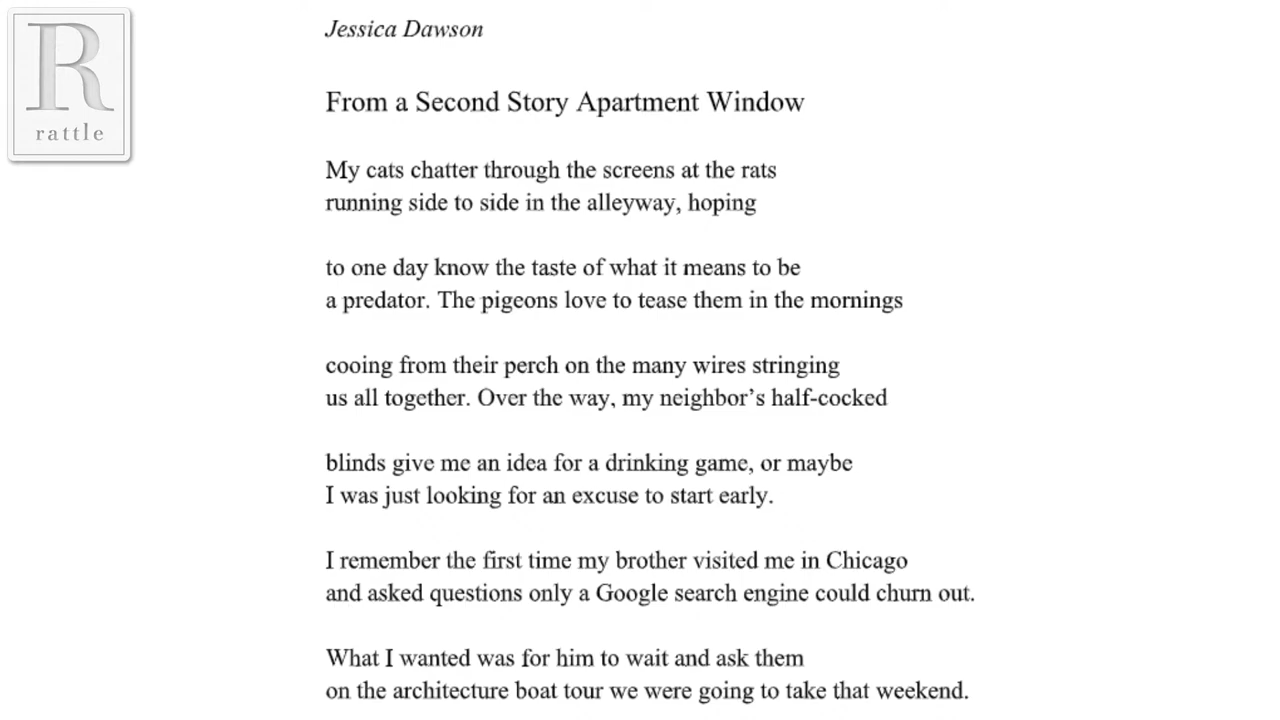 R
rattle
Jessica Dawson
From a Second Story Apartment Window
My cats chatter through the screens at the rats
running side to side in the alleyway, hoping
to one day know the taste of what it means to be
a predator. The pigeons love to tease them in the mornings
cooing from their perch on the many wires stringing
us all together. Over the way, my neighbor’s half-cocked
blinds give me an idea for a drinking game, or maybe
I was just looking for an excuse to start early.
I remember the first time my brother visited me in Chicago
and asked questions only a Google search engine could churn out.
What I wanted was for him to wait and ask them
on the architecture boat tour we were going to take that weekend.